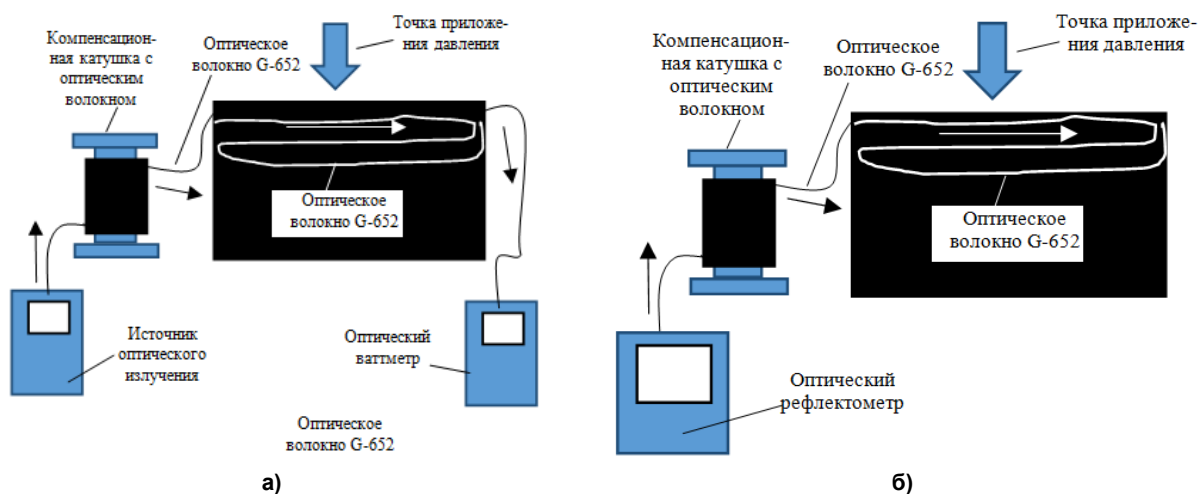 Компенсацион-
ная катушка с
оптическим
волокном
Оптическое
волокно G-652
Точка приложе-
ния давления
Оптическое
волокно G-652
Источник
оптического
излучения
Оптический
ваттметр
Оптическое
волокно G-652
а)
Компенсацион-
ная катушка с
оптическим
волокном
Оптическое
волокно G-652
Точка приложе-
ния давления
Оптическое
волокно G-652
Оптический
рефлектометр
б)